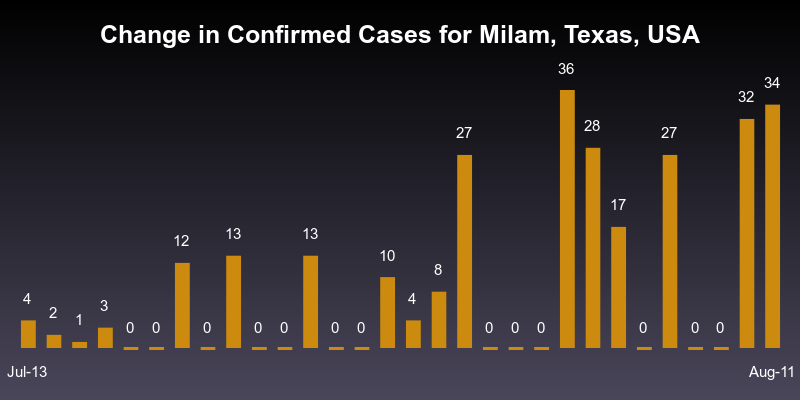 Change in Confirmed Cases for Milam, Texas, USA
4 2 1 3 0 0 12 0 13 0 0 13 0 0 10 4 8 27 0 0 0 36 28 17 0 27 0 0 32 34
Jul-13 Aug-11